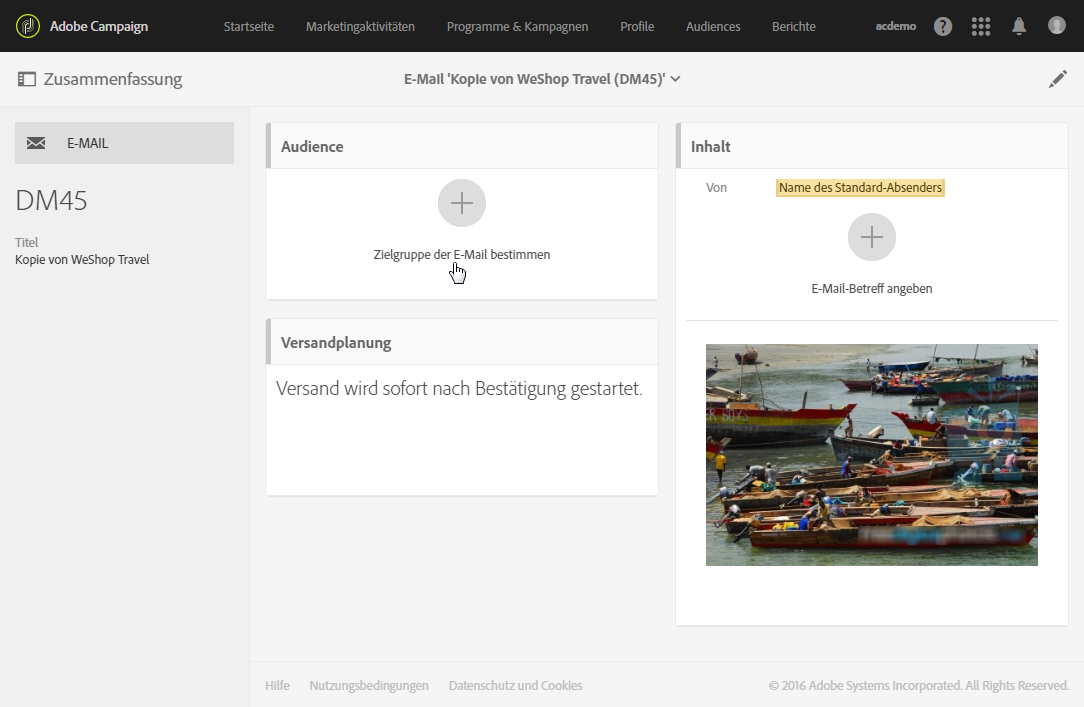 Adobe Campaign
Startseite
Marketingaktivitäten
Programme & Kampagnen
Profile
Audiences
Berichte
acdemo
?
Zusammenfassung
E-Mail 'Kopie von WeShop Travel (DM45)'
E-MAIL
DM45
Titel
Kopie von WeShop Travel
Audience
Zielgruppe der E-Mail bestimmen
Versandplanung
Versand wird sofort nach Bestätigung gestartet.
Inhalt
Von
Name des Standard-Absenders
E-Mail-Betreff angeben
Hilfe
Nutzungsbedingungen
Datenschutz und Cookies
© 2016 Adobe Systems Incorporated. All Rights Reserved.